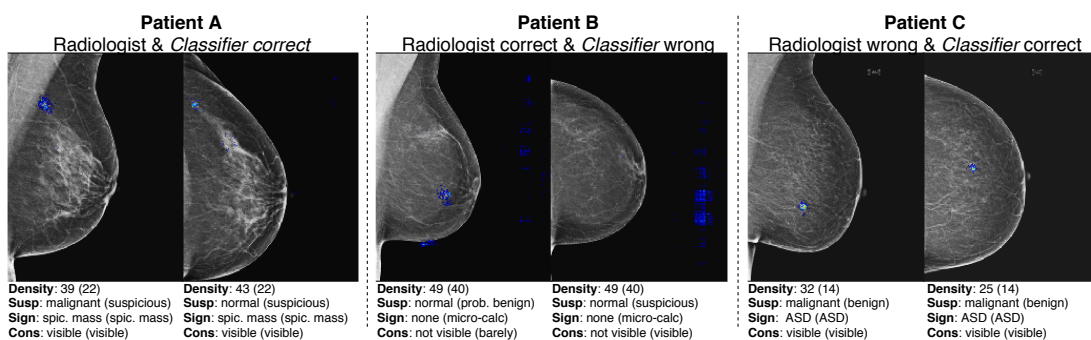 Patient A
Radiologist & Classifier correct
Density: 39 (22)
Susp: malignant (suspicious)
Sign: spic. mass (spic. mass)
Cons: visible (visible)
Density: 43 (22)
Susp: normal (suspicious)
Sign: spic. mass (spic. mass)
Cons: visible (visible)
Patient B
Radiologist correct & Classifier wrong
Density: 49 (40)
Susp: normal (prob. benign)
Sign: none (micro-calc)
Cons: not visible (barely)
Density: 49 (40)
Susp: normal (suspicious)
Sign: none (micro-calc)
Cons: not visible (visible)
Patient C
Radiologist wrong & Classifier correct
Density: 32 (14)
Susp: malignant (benign)
Sign: ASD (ASD)
Cons: visible (visible)
Density: 25 (14)
Susp: malignant (benign)
Sign: ASD (ASD)
Cons: visible (visible)